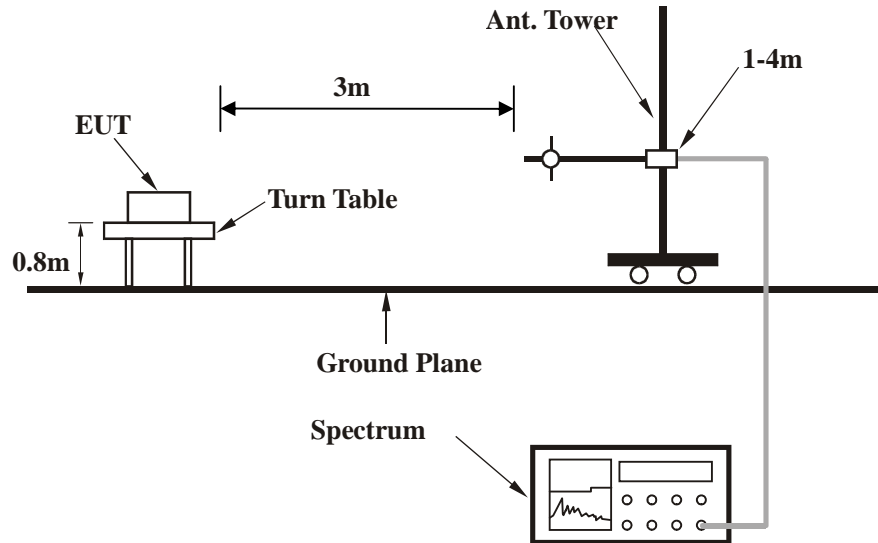 Ant. Tower
1-4m
3m
EUT
Turn Table
0.8m
Ground Plane
Spectrum